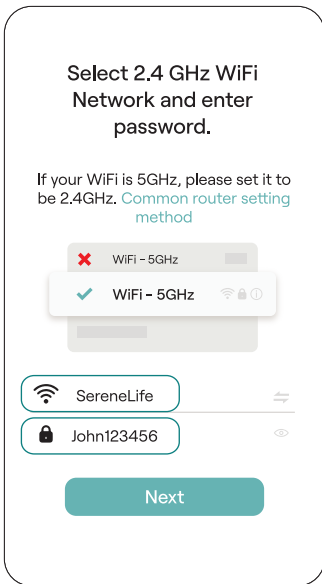 Select 2.4 GHz WiFi
Network and enter
password.
If your WiFi is 5GHz, please set it to
be 2.4GHz. Common router setting
method
WiFi – 5GHz
WiFi – 5GHz
SereneLife
John123456
Next